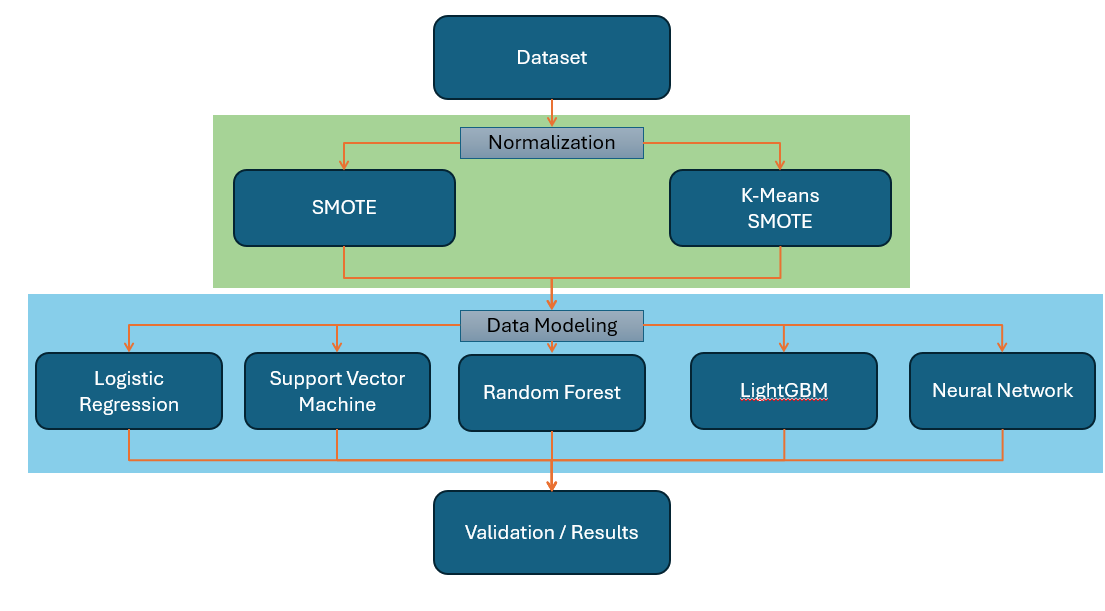 Dataset
Normalization
SMOTE
K-Means
SMOTE
Data Modeling
Logistic
Regression
Support Vector
Machine
Random Forest
LightGBM
Neural Network
Validation / Results